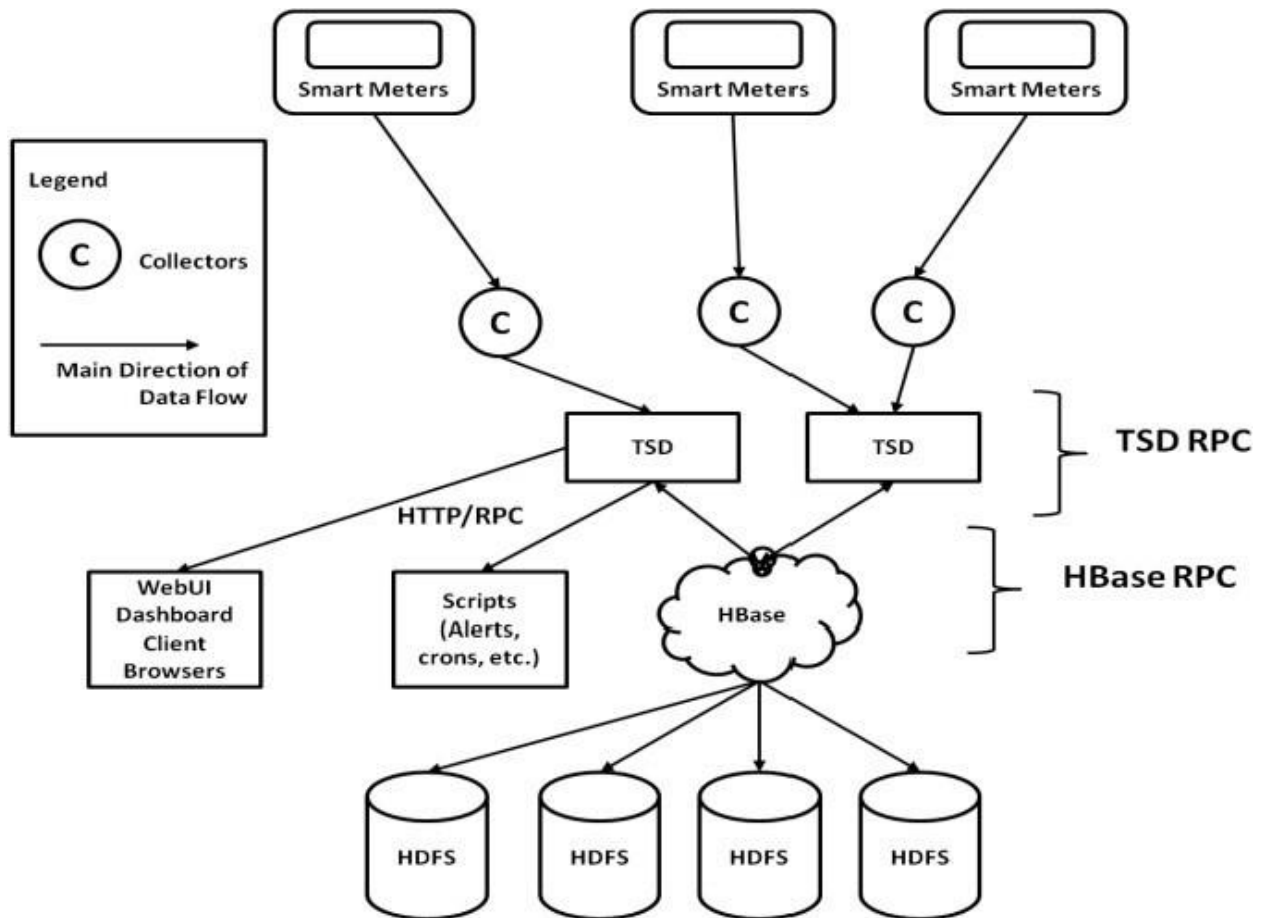 Smart Meters
Smart Meters
Smart Meters
Legend
C
Collectors
Main Direction of
Data Flow
C
C
C
TSD
TSD
TSD RPC
HTTP/RPC
HBase RPC
WebUI
Dashboard
Client
Browsers
Scripts
(Alerts,
crons, etc.)
HBase
HDFS
HDFS
HDFS
HDFS